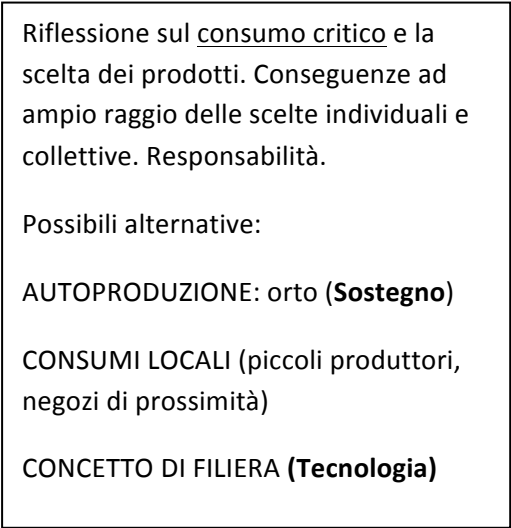 Riflessione sul consumo critico e la
scelta dei prodotti. Conseguenze ad
ampio raggio delle scelte individuali e
collettive. Responsabilità.
Possibili alternative:
AUTOPRODUZIONE: orto (Sostegno)
CONSUMI LOCALI (piccoli produttori,
negozi di prossimità)
CONCETTO DI FILIERA (Tecnologia)